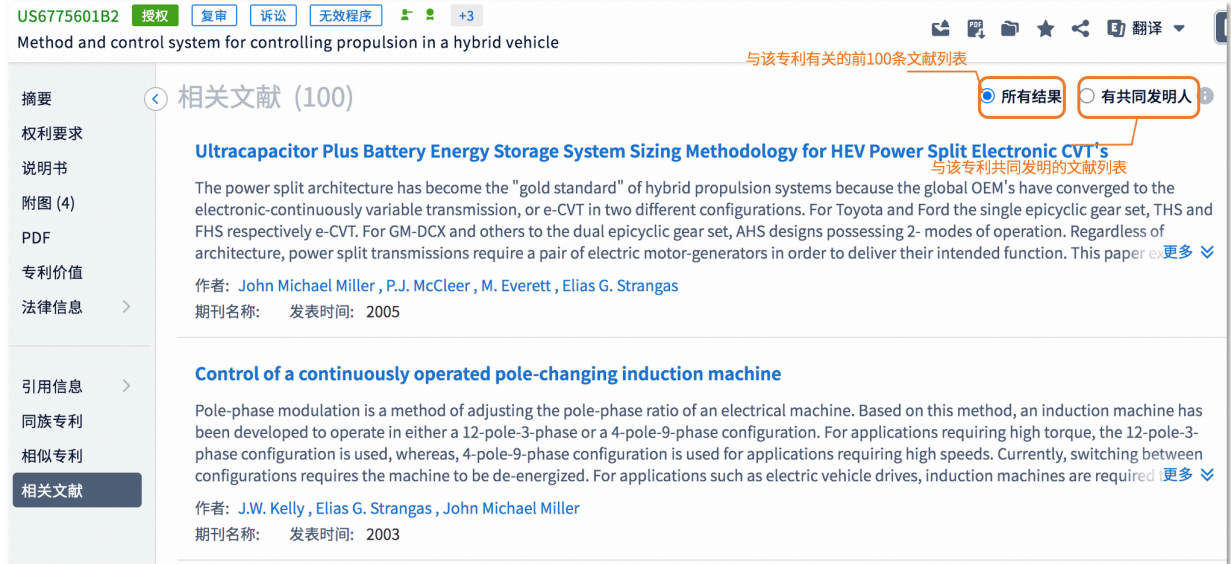 US6775601B2 授权 复审 诉讼 无效程序 +3
Method and control system for controlling propulsion in a hybrid vehicle
PDF 翻译
与该专利有关的前100条文献列表
摘要
权利要求
说明书
附图 (4)
PDF
专利价值
法律信息
引用信息
同族专利
相似专利
相关文献
相关文献 (100)
所有结果 有共同发明人
Ultracapacitor Plus Battery Energy Storage System Sizing Methodology for HEV Power Split Electronic CVT's
与该专利共同发明的文献列表
The power split architecture has become the "gold standard" of hybrid propulsion systems because the global OEM's have converged to the
electronic-continuously variable transmission, or e-CVT in two different configurations. For Toyota and Ford the single epicyclic gear set, THS and
FHS respectively e-CVT. For GM-DCX and others to the dual epicyclic gear set, AHS designs possessing 2- modes of operation. Regardless of
architecture, power split transmissions require a pair of electric motor-generators in order to deliver their intended function. This paper 更多
作者: John Michael Miller , P.J. McCleer , M. Everett , Elias G. Strangas
期刊名称: 发表时间: 2005
Control of a continuously operated pole-changing induction machine
Pole-phase modulation is a method of adjusting the pole-phase ratio of an electrical machine. Based on this method, an induction machine has
been developed to operate in either a 12-pole-3-phase or a 4-pole-9-phase configuration. For applications requiring high torque, the 12-pole-3-
phase configuration is used, whereas, 4-pole-9-phase configuration is used for applications requiring high speeds. Currently, switching between
configurations requires the machine to be de-energized. For applications such as electric vehicle drives, induction machines are required 更多
作者: J.W. Kelly , Elias G. Strangas , John Michael Miller
期刊名称: 发表时间: 2003